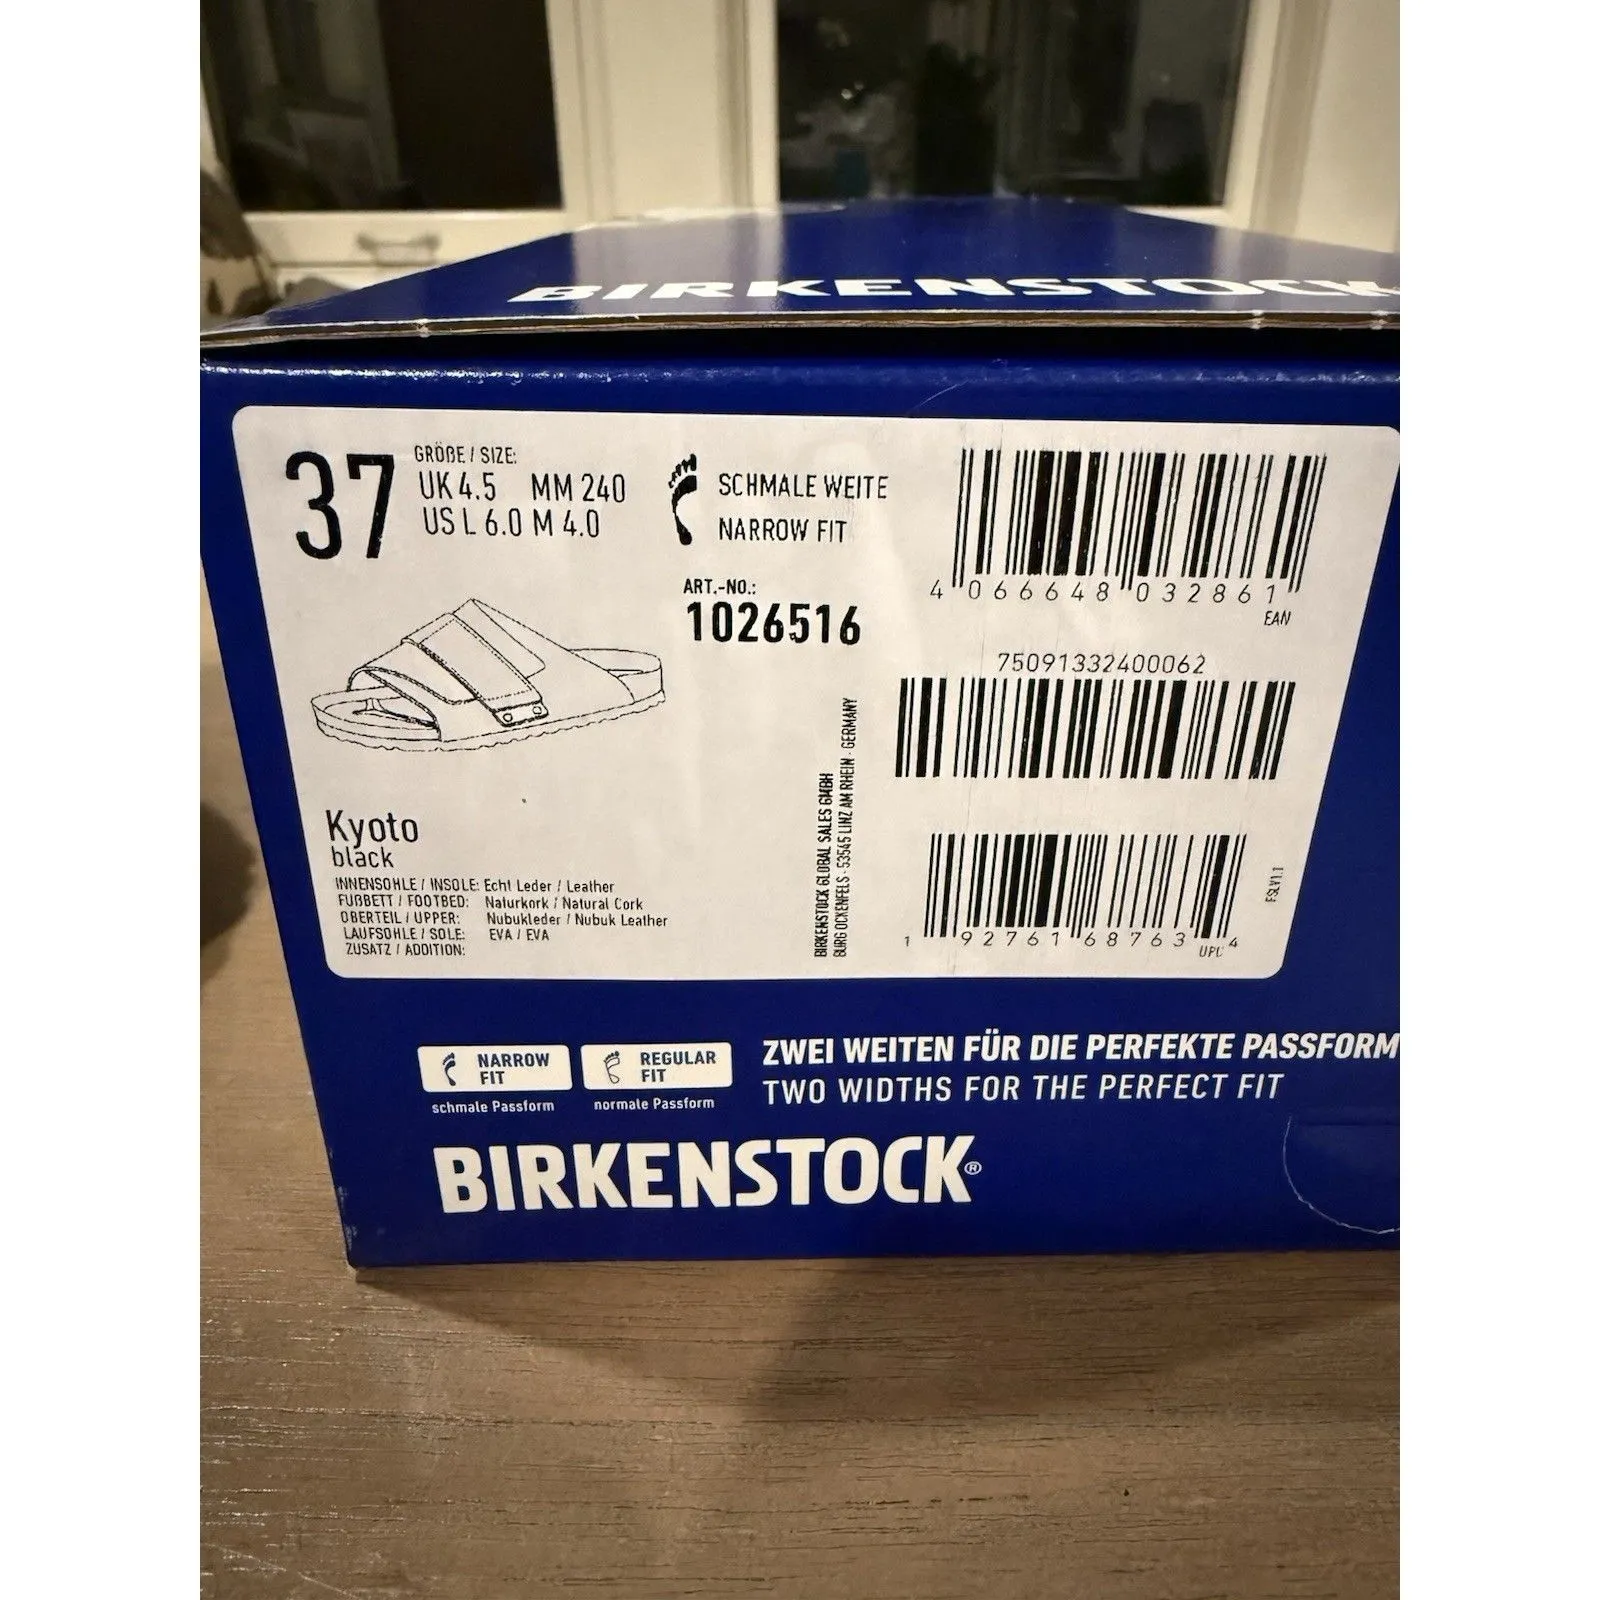 BIRKENSTOCK
37
GRÖßE / SIZE:
UK 4.5 MM 240
US L 6.0 M 4.0
SCHMALE WEITE
NARROW FIT
ART.-NO.:
1026516
4 066648 032861
EAN
75091332400062
Kyoto
black
INNENSOHLE / INSOLE: Echt Leder / Leather
FUßBETT / FOOTBED: Naturkork / Natural Cork
OBERTEIL / UPPER: Nubukleder / Nubuk Leather
LAUFSOHLE / SOLE: EVA / EVA
ZUSATZ / ADDITION:
BIRKENSTOCK GLOBAL SALES GMBH
BURG OCKENFELS · 53545 LINZ AM RHEIN · GERMANY
1 92761 68763 4
UPC
FSLV1.1
NARROW
FIT
schmale Passform
REGULAR
FIT
normale Passform
ZWEI WEITEN FÜR DIE PERFEKTE PASSFORM
TWO WIDTHS FOR THE PERFECT FIT
BIRKENSTOCK®